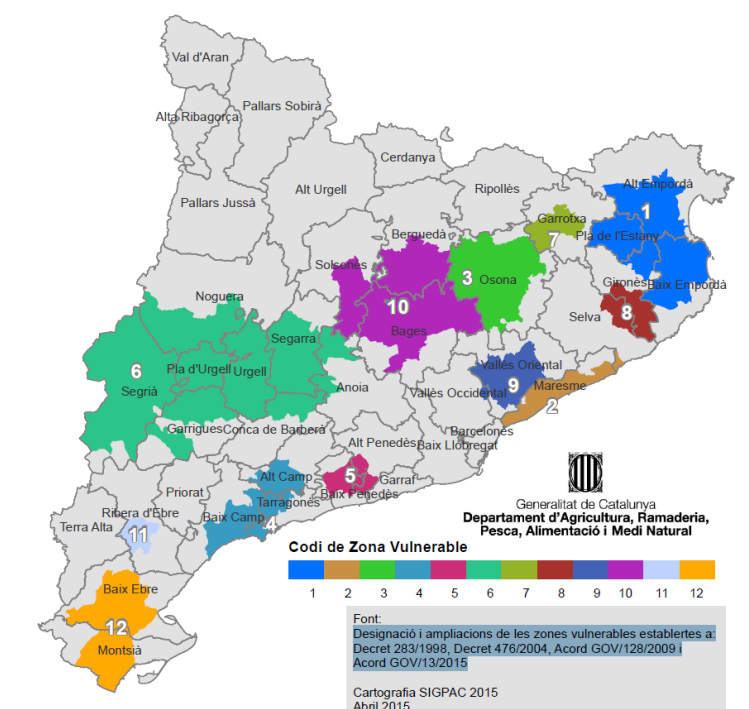 Val d'Aran
Pallars Sobirà
Alta Ribagorça
Cerdanya
Alt Urgell
Ripollès
Alt Empordà
Pallars Jussà
1
Garrotxa
Berguedà
Pla de l'Estany
7
Solsonès
3
Osona
Gironès
Baix Empordà
Noguera
10
8
Selva
Bages
Segarra
Vallès Oriental
6
Pla d'Urgell
Urgell
9
Maresme
Segrià
Anoia
Vallès Occidental
2
Garrigues
Conca de Barberà
Barcelonès
Alt Penedès
Baix Llobregat
Alt Camp
5
Garraf
Priorat
Baix Penedès
Tarragonès
Ribera d'Ebre
Baix Camp
4
Terra Alta
11
Baix Ebre
12
Montsià
Generalitat de Catalunya
Departament d'Agricultura, Ramaderia,
Pesca, Alimentació i Medi Natural
Codi de Zona Vulnerable
1 2 3 4 5 6 7 8 9 10 11 12
Font:
Designació i ampliacions de les zones vulnerables establertes a:
Decret 283/1998, Decret 476/2004, Acord GOV/128/2009 i
Acord GOV/13/2015
Cartografia SIGPAC 2015
Abril 2015